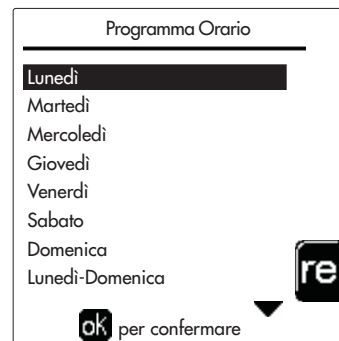 Programma Orario
Lunedì
Martedì
Mercoledì
Giovedì
Venerdì
Sabato
Domenica
Lunedì-Domenica
re
ok per confermare